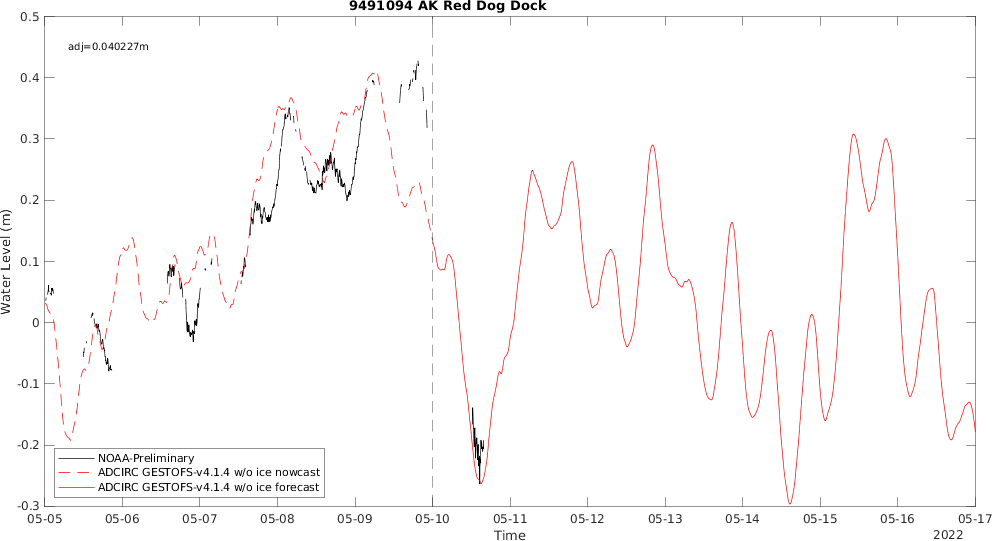 9491094 AK Red Dog Dock
adj=0.040227m
Water Level (m)
0.5
0.4
0.3
0.2
0.1
0
-0.1
-0.2
-0.3
NOAA-Preliminary
ADCIRC GESTOFS-v4.1.4 w/o ice nowcast
ADCIRC GESTOFS-v4.1.4 w/o ice forecast
05-05 05-06 05-07 05-08 05-09 05-10 05-11 05-12 05-13 05-14 05-15 05-16 05-17
Time
2022